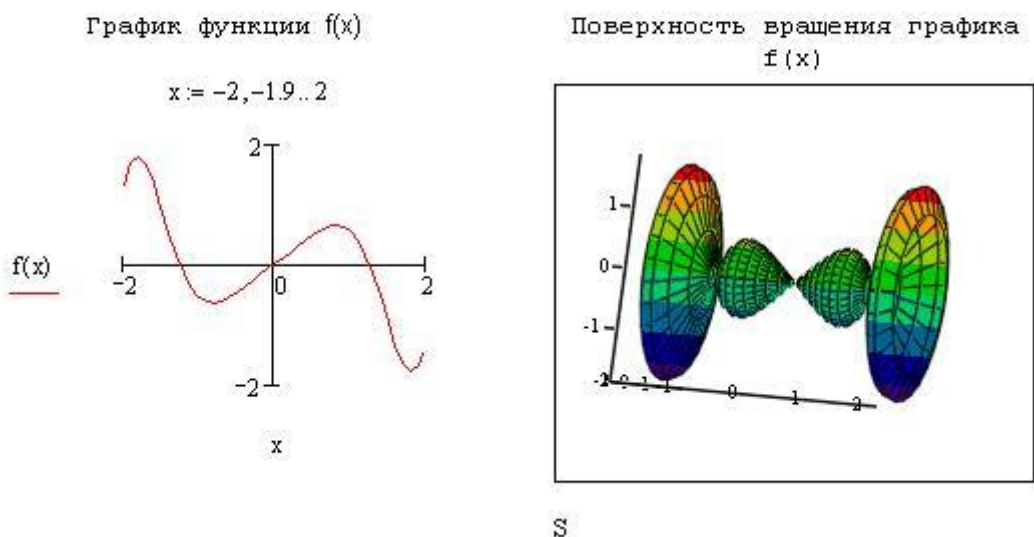 График функции f(x)
x := -2, -1.9 .. 2
2
f(x)
-2
0
2
-2
x
Поверхность вращения графика
f(x)
1
0
-1
0
1
2
S